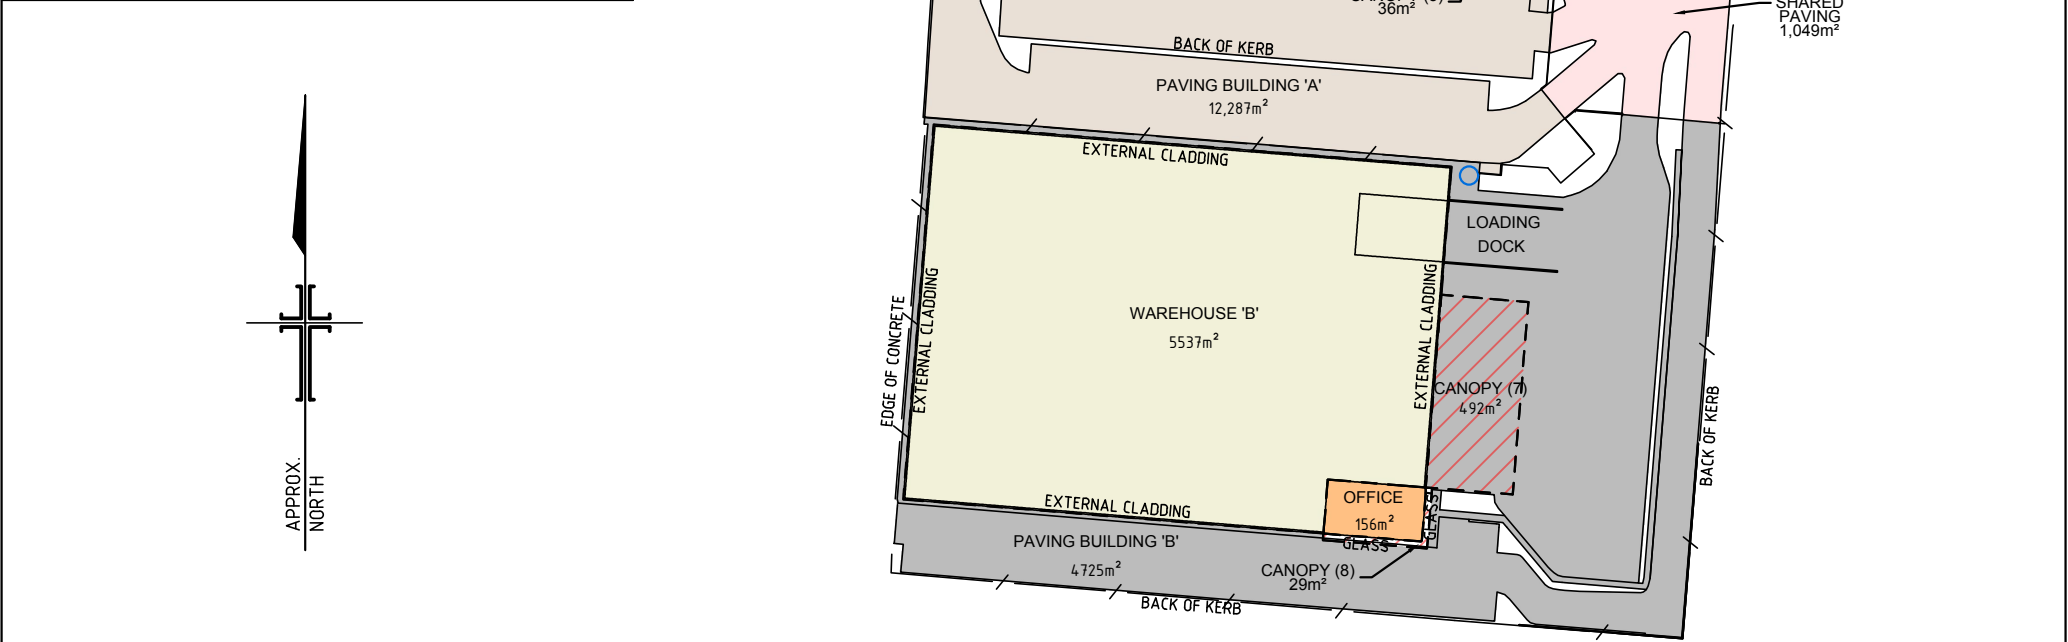 36m²
SHARED
PAVING
1,049m²
BACK OF KERB
PAVING BUILDING 'A'
12,287m²
EXTERNAL CLADDING
LOADING
DOCK
EXTERNAL CLADDING
EDGE OF CONCRETE
EXTERNAL CLADDING
WAREHOUSE 'B'
5537m²
CANOPY (7)
492m²
BACK OF KERB
APPROX.
NORTH
EXTERNAL CLADDING
OFFICE
156m²
GLASS
GLASS
PAVING BUILDING 'B'
4725m²
CANOPY (8)
29m²
BACK OF KERB